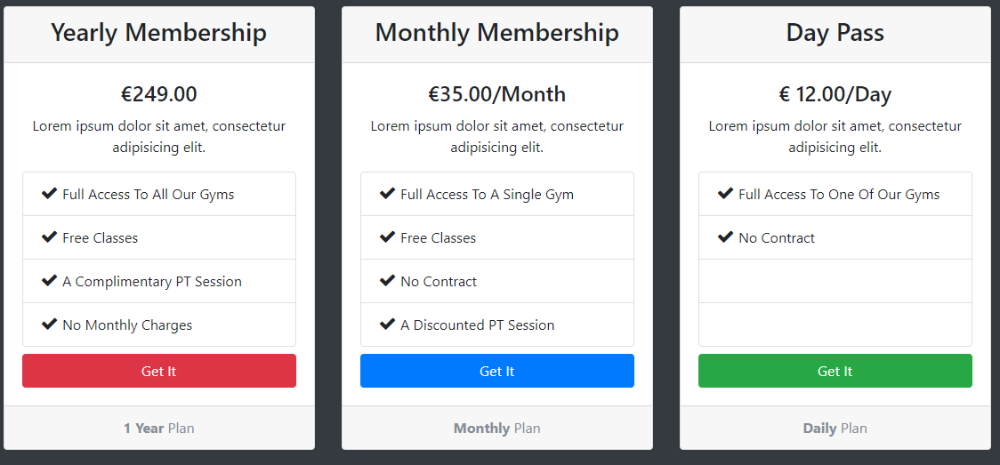 Yearly Membership
€249.00
Lorem ipsum dolor sit amet, consectetur
adipisicing elit.
Full Access To All Our Gyms
Free Classes
A Complimentary PT Session
No Monthly Charges
Get It
1 Year Plan
Monthly Membership
€35.00/Month
Lorem ipsum dolor sit amet, consectetur
adipisicing elit.
Full Access To A Single Gym
Free Classes
No Contract
A Discounted PT Session
Get It
Monthly Plan
Day Pass
€ 12.00/Day
Lorem ipsum dolor sit amet, consectetur
adipisicing elit.
Full Access To One Of Our Gyms
No Contract
Get It
Daily Plan